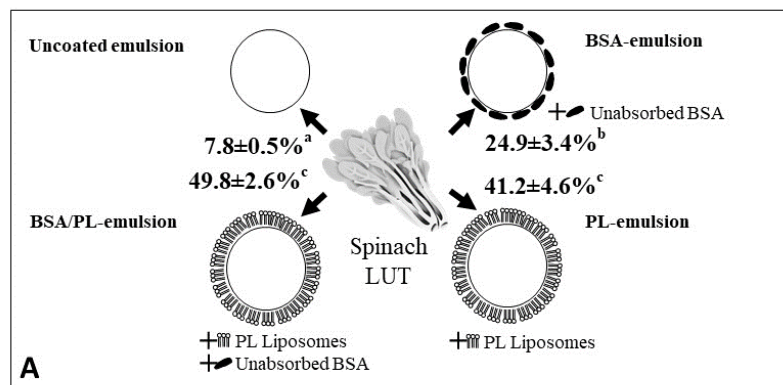 Uncoated emulsion
BSA-emulsion
+ Unabsorbed BSA
7.8±0.5%ᵃ
24.9±3.4%ᵇ
49.8±2.6%ᶜ
41.2±4.6%ᶜ
BSA/PL-emulsion
PL-emulsion
Spinach
LUT
+ PL Liposomes
+ Unabsorbed BSA
+ PL Liposomes
A